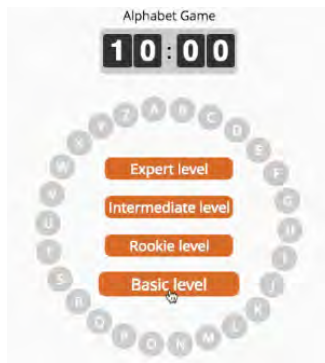 Alphabet Game
10:00
A B C D E F G H I J K L M N O P Q R S T U V W X Y Z
Expert level
Intermediate level
Rookie level
Basic level